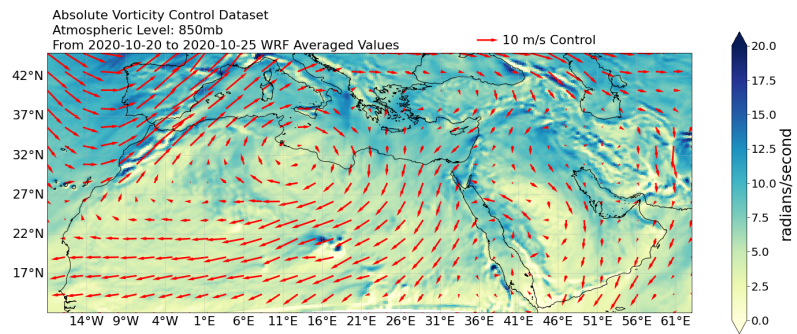 Absolute Vorticity Control Dataset
Atmospheric Level: 850mb
From 2020-10-20 to 2020-10-25 WRF Averaged Values
10 m/s Control
42°N
37°N
32°N
27°N
22°N
17°N
14°W 9°W 4°W 1°E 6°E 11°E 16°E 21°E 26°E 31°E 36°E 41°E 46°E 51°E 56°E 61°E
20.0
17.5
15.0
12.5
10.0
7.5
5.0
2.5
0.0
radians/second